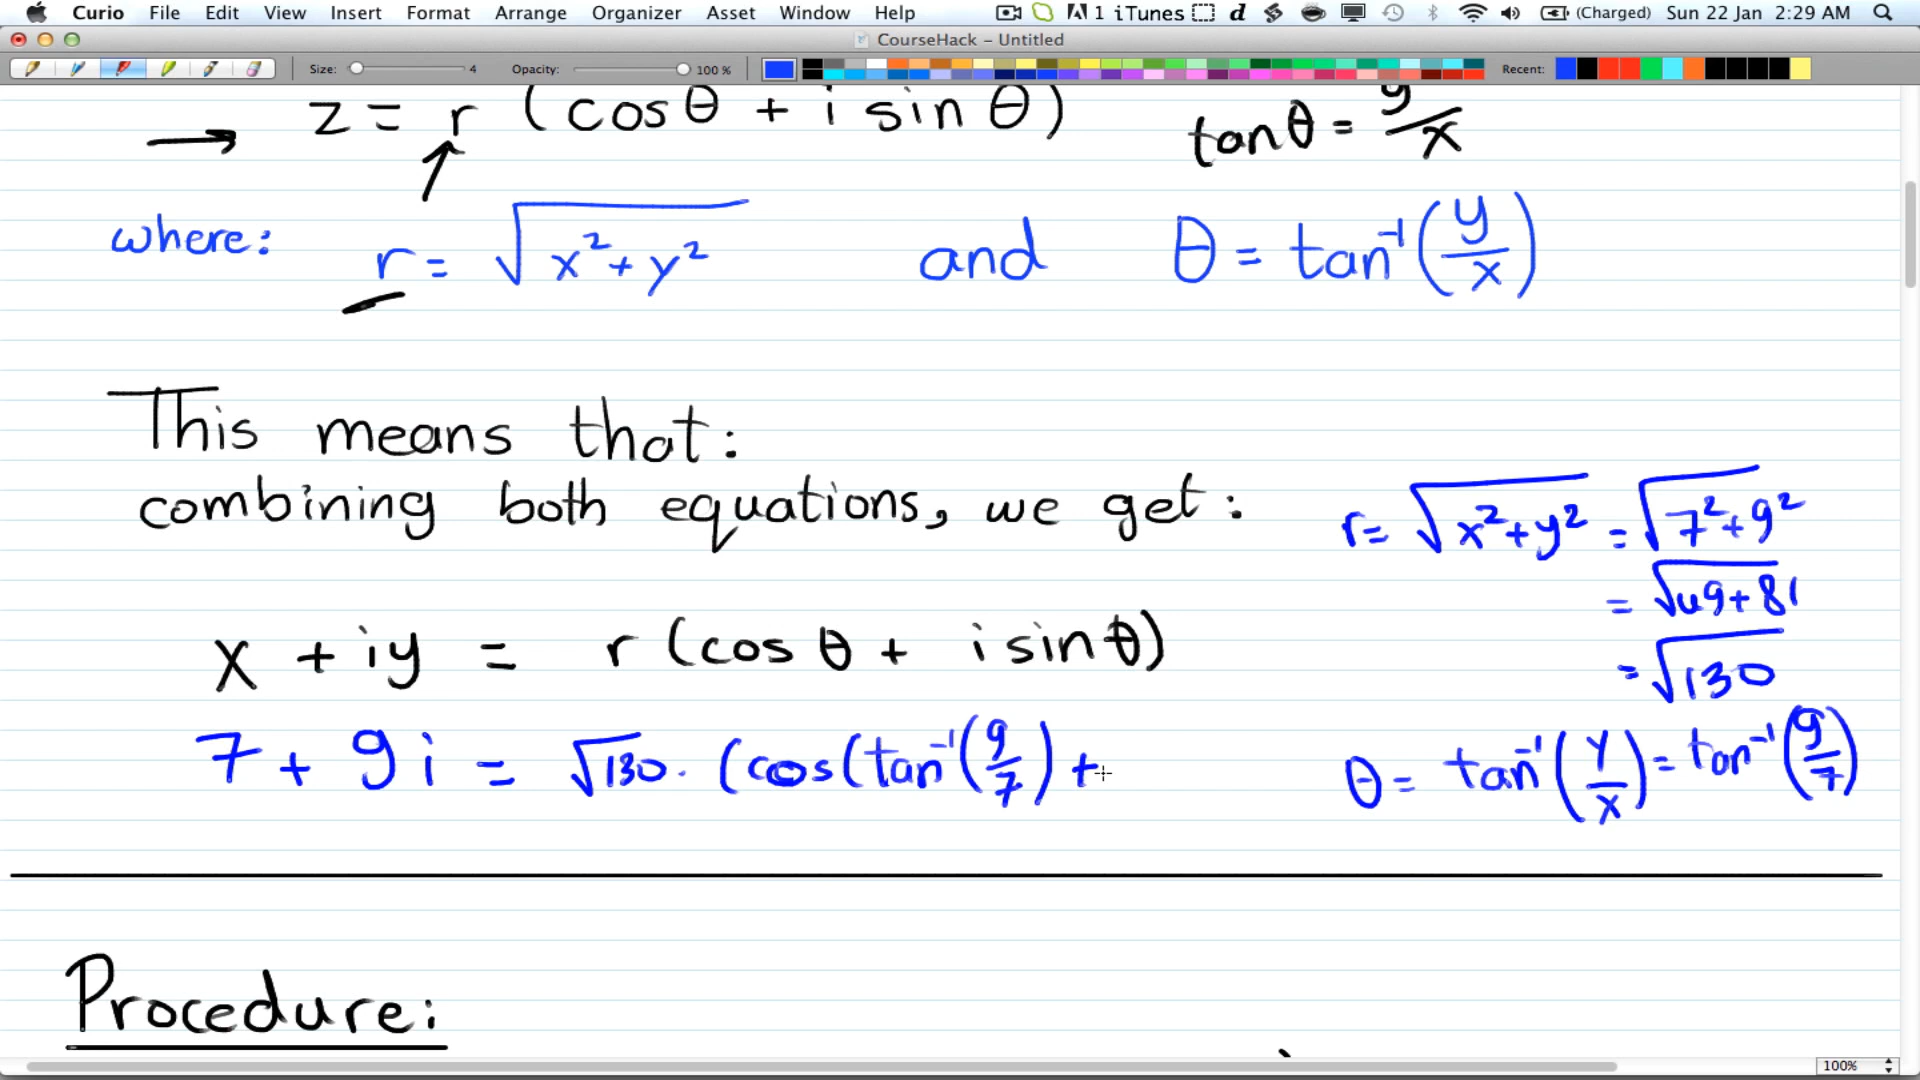 Curio File Edit View Insert Format Arrange Organizer Asset Window Help 1 iTunes d (Charged) Sun 22 Jan 2:29 AM
CourseHack – Untitled
Size: 4 Opacity: 100 % Recent:
z = r (cosθ + i sin θ) tanθ = y/x
where: r = √(x²+y²) and θ = tan⁻¹(y/x)
This means that:
combining both equations, we get:
r = √(x²+y²) = √(7²+9²)
= √(49+81)
x + iy = r (cos θ + i sin θ)
= √130
7 + 9i = √130 · (cos(tan⁻¹(9/7) +
θ = tan⁻¹(y/x) = tan⁻¹(9/7)
Procedure:
100%